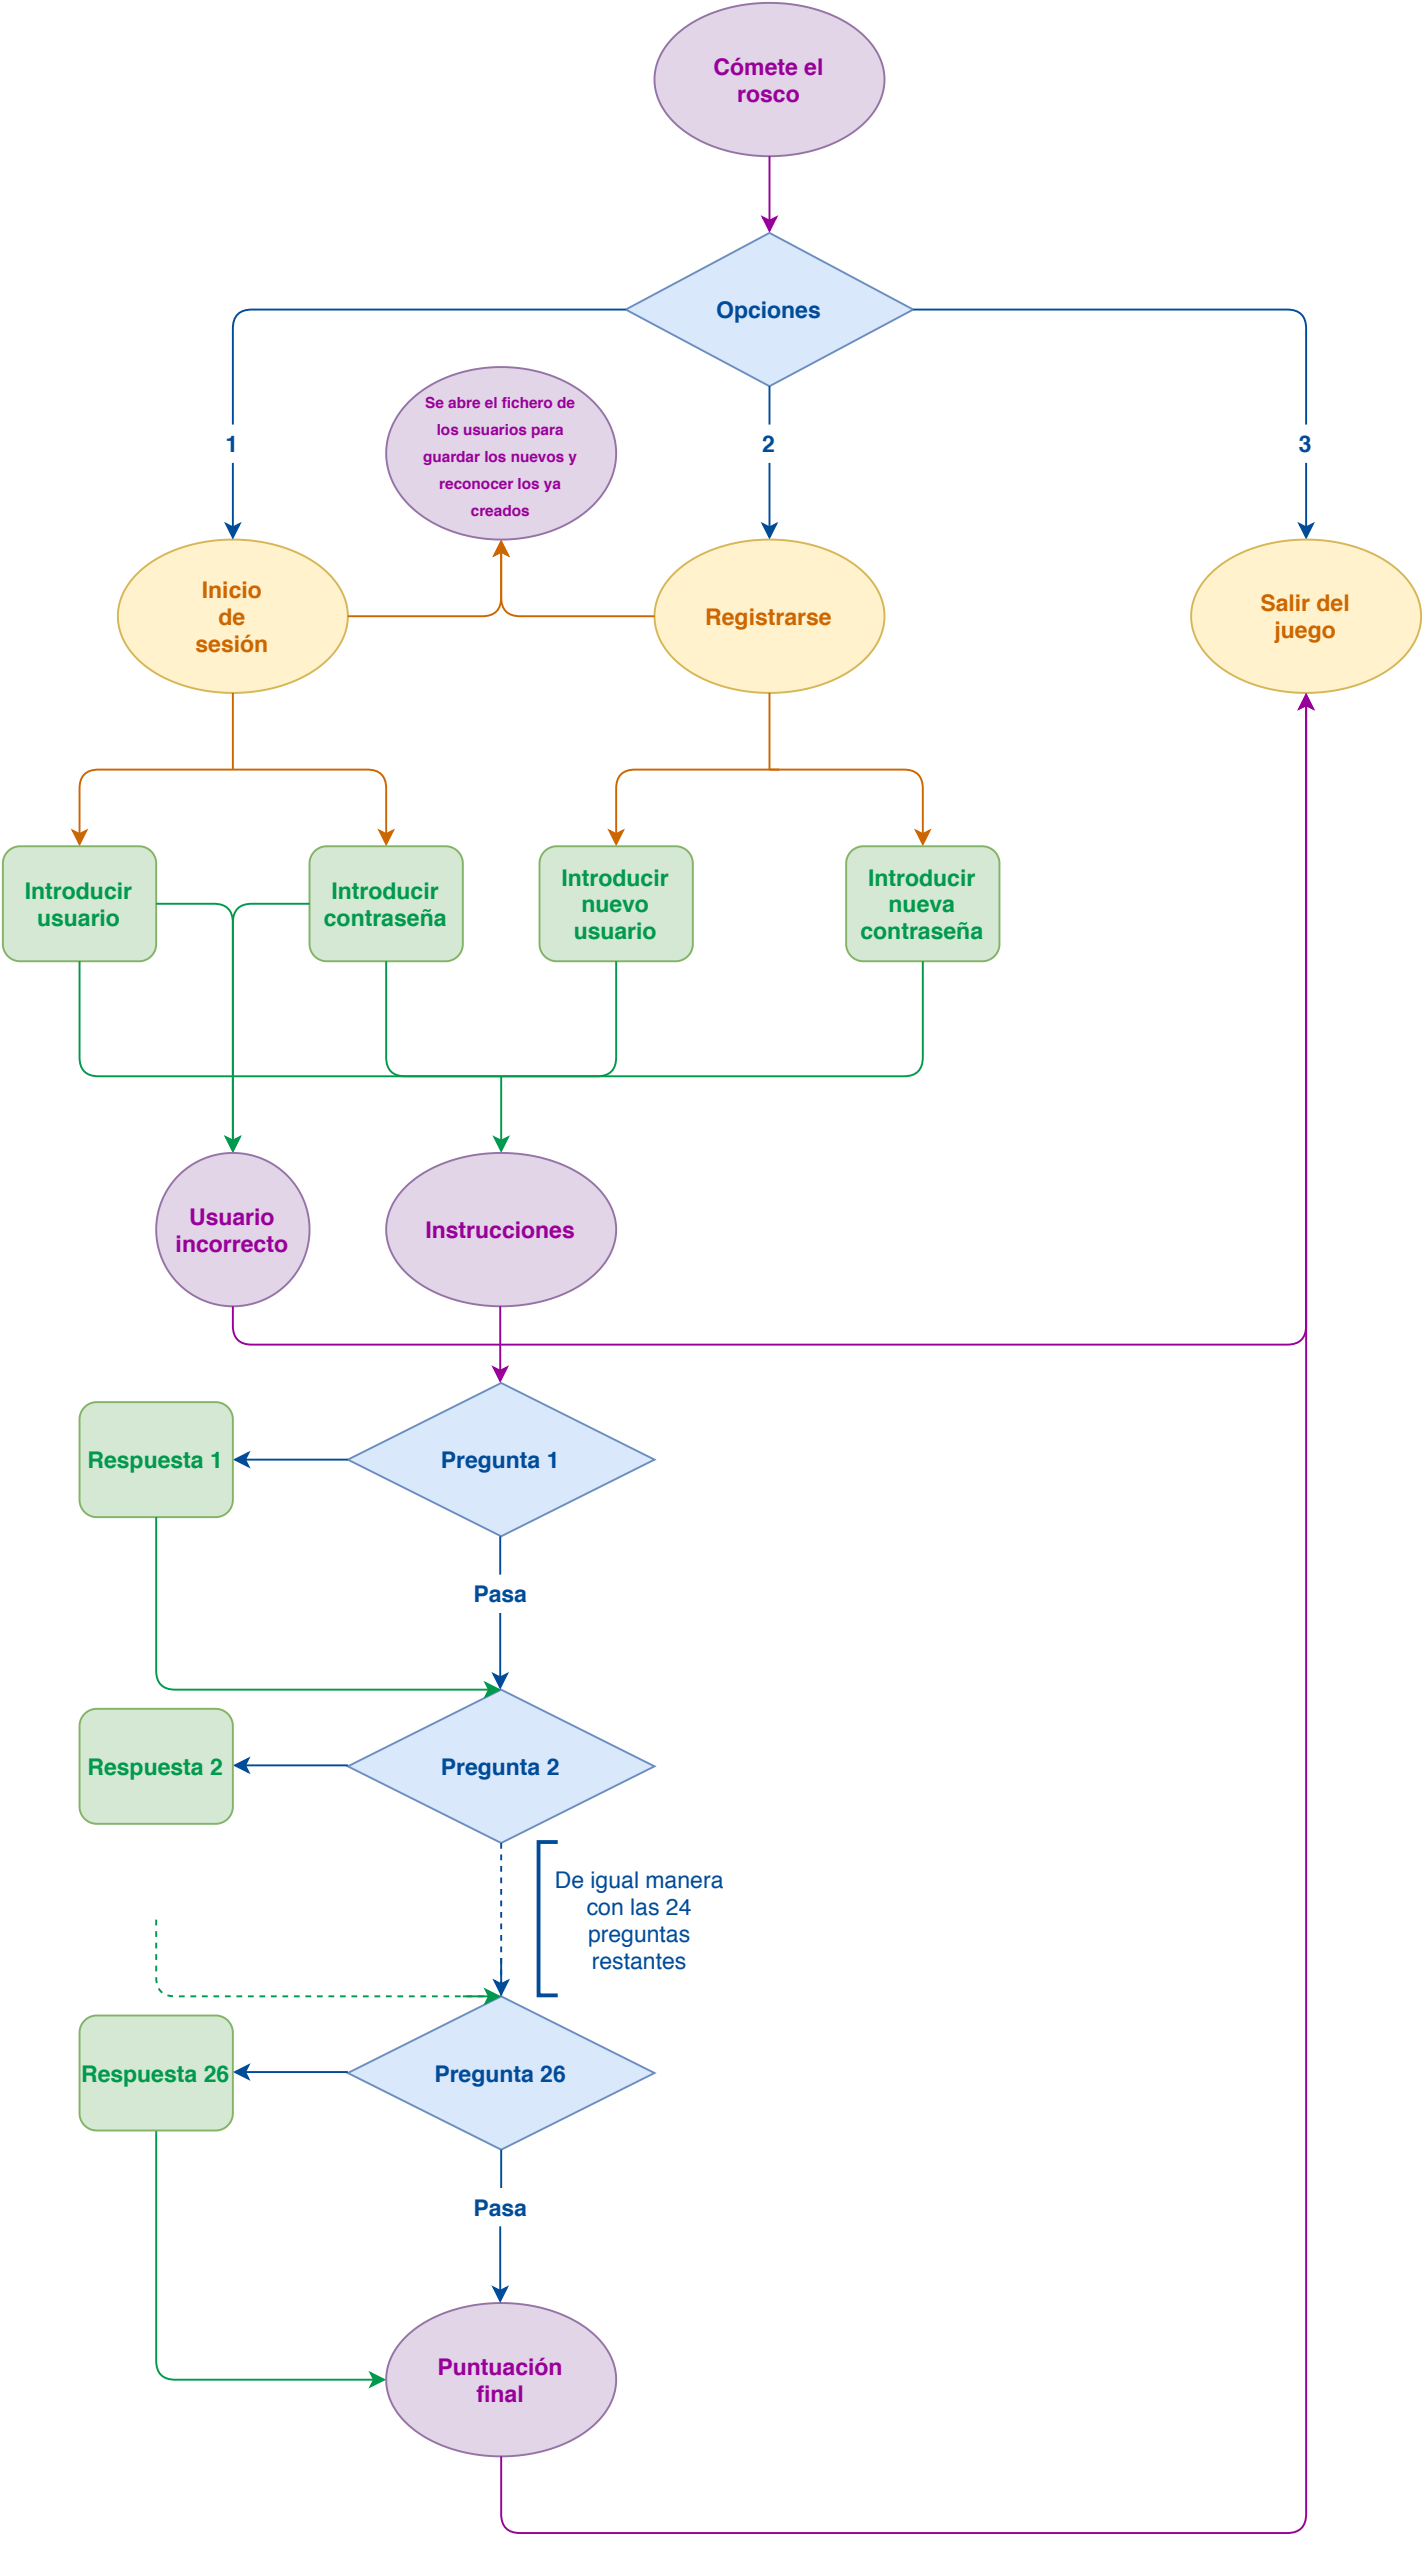 Cómete el
rosco
Opciones
1
2
3
Se abre el fichero de
los usuarios para
guardar los nuevos y
reconocer los ya
creados
Inicio
de
sesión
Registrarse
Salir del
juego
Introducir
usuario
Introducir
contraseña
Introducir
nuevo
usuario
Introducir
nueva
contraseña
Usuario
incorrecto
Instrucciones
Respuesta 1
Pregunta 1
Pasa
Respuesta 2
Pregunta 2
De igual manera
con las 24
preguntas
restantes
Respuesta 26
Pregunta 26
Pasa
Puntuación
final